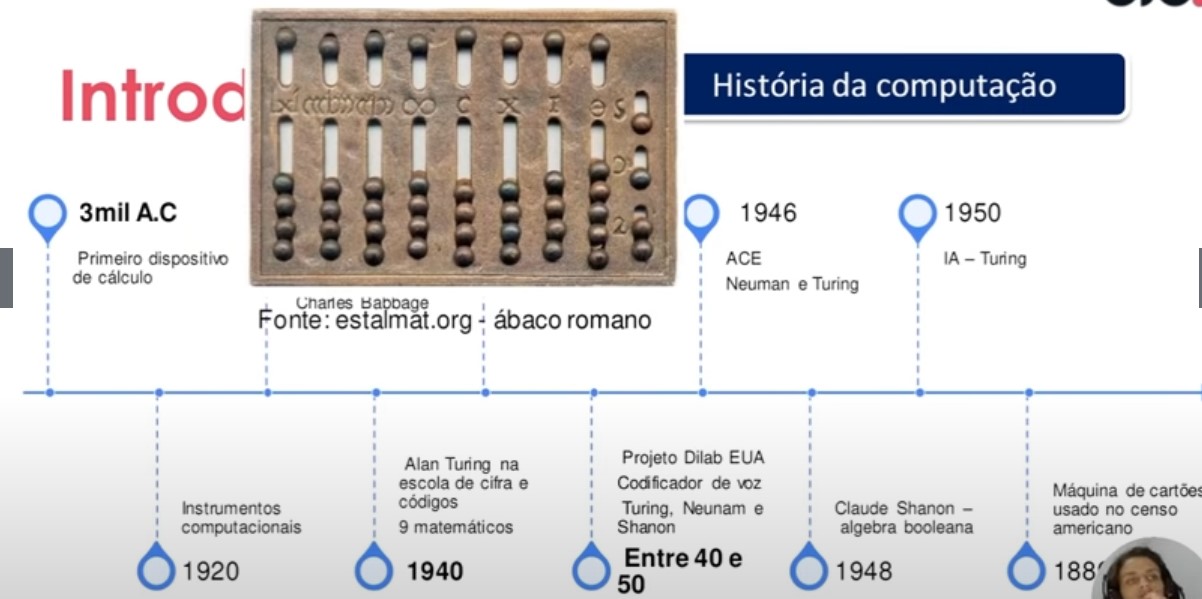 Introd
História da computação
3mil A.C
Primeiro dispositivo
de cálculo
Charles Babbage
Fonte: estalmat.org - ábaco romano
1946
ACE
Neuman e Turing
1950
IA – Turing
Instrumentos
computacionais
1920
Alan Turing na
escola de cifra e
códigos
9 matemáticos
1940
Projeto Dilab EUA
Codificador de voz
Turing, Neunam e
Shanon
Entre 40 e
50
Claude Shanon –
algebra booleana
1948
Máquina de cartões
usado no censo
americano